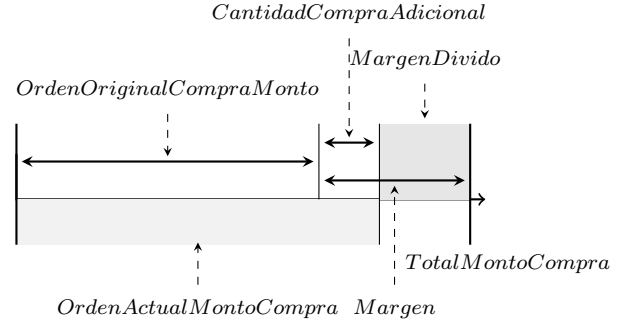 CantidadCompraAdicional
MargenDivido
OrdenOriginalCompraMonto
TotalMontoCompra
OrdenActualMontoCompra
Margen